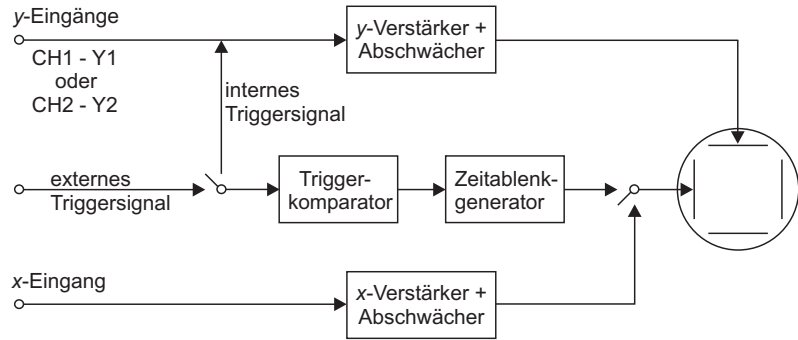 y-Eingänge
CH1 - Y1
oder
CH2 - Y2
y-Verstärker +
Abschwächer
internes
Triggersignal
externes
Triggersignal
Trigger-
komparator
Zeitablenk-
generator
x-Eingang
x-Verstärker +
Abschwächer